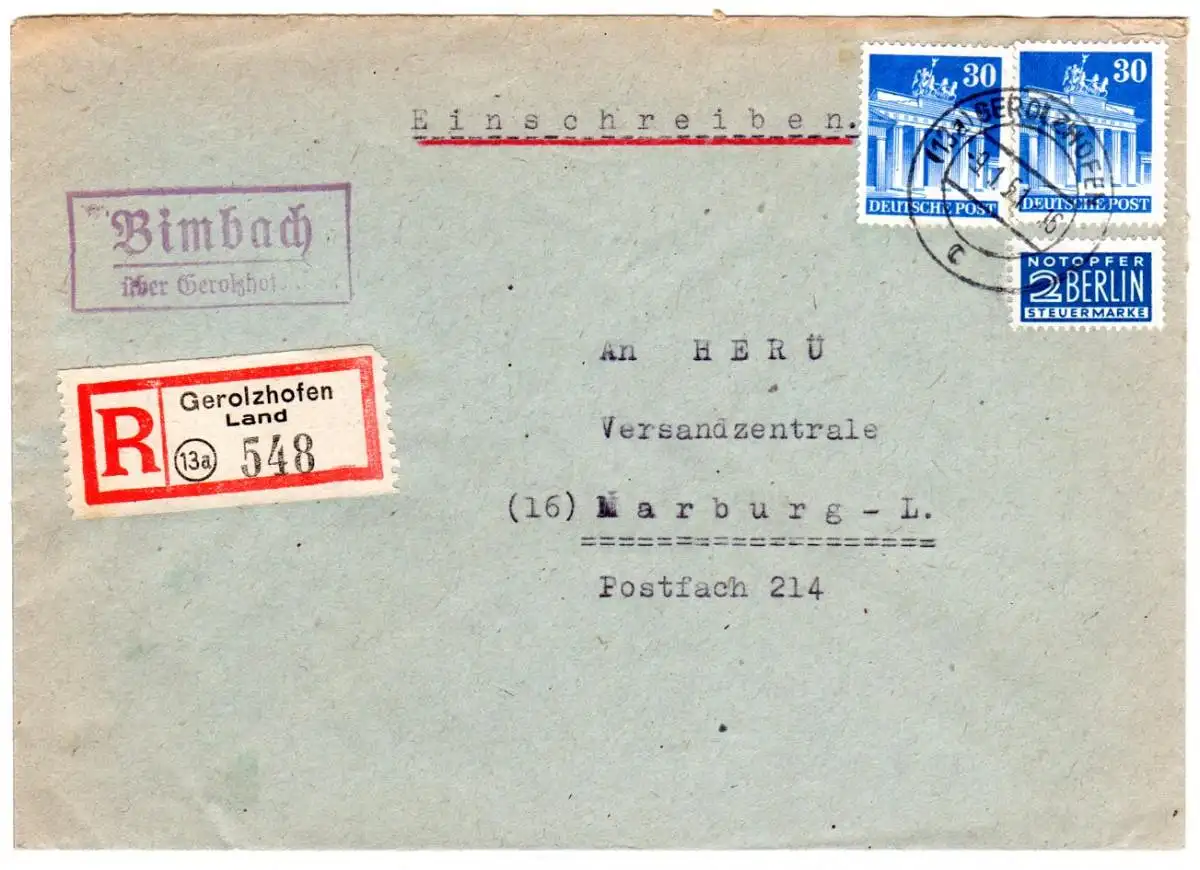 Einschreiben.
30
30
DEUTSCHE POST
DEUTSCHE POST
(13a) GEROLZHOFEN
c
NOTOPFER
2 BERLIN
STEUERMARKE
Bimbach
über
R
Gerolzhofen
Land
13a
548
An HERÜ
Versandzentrale
(16) Marburg-L.
===================
Postfach 214